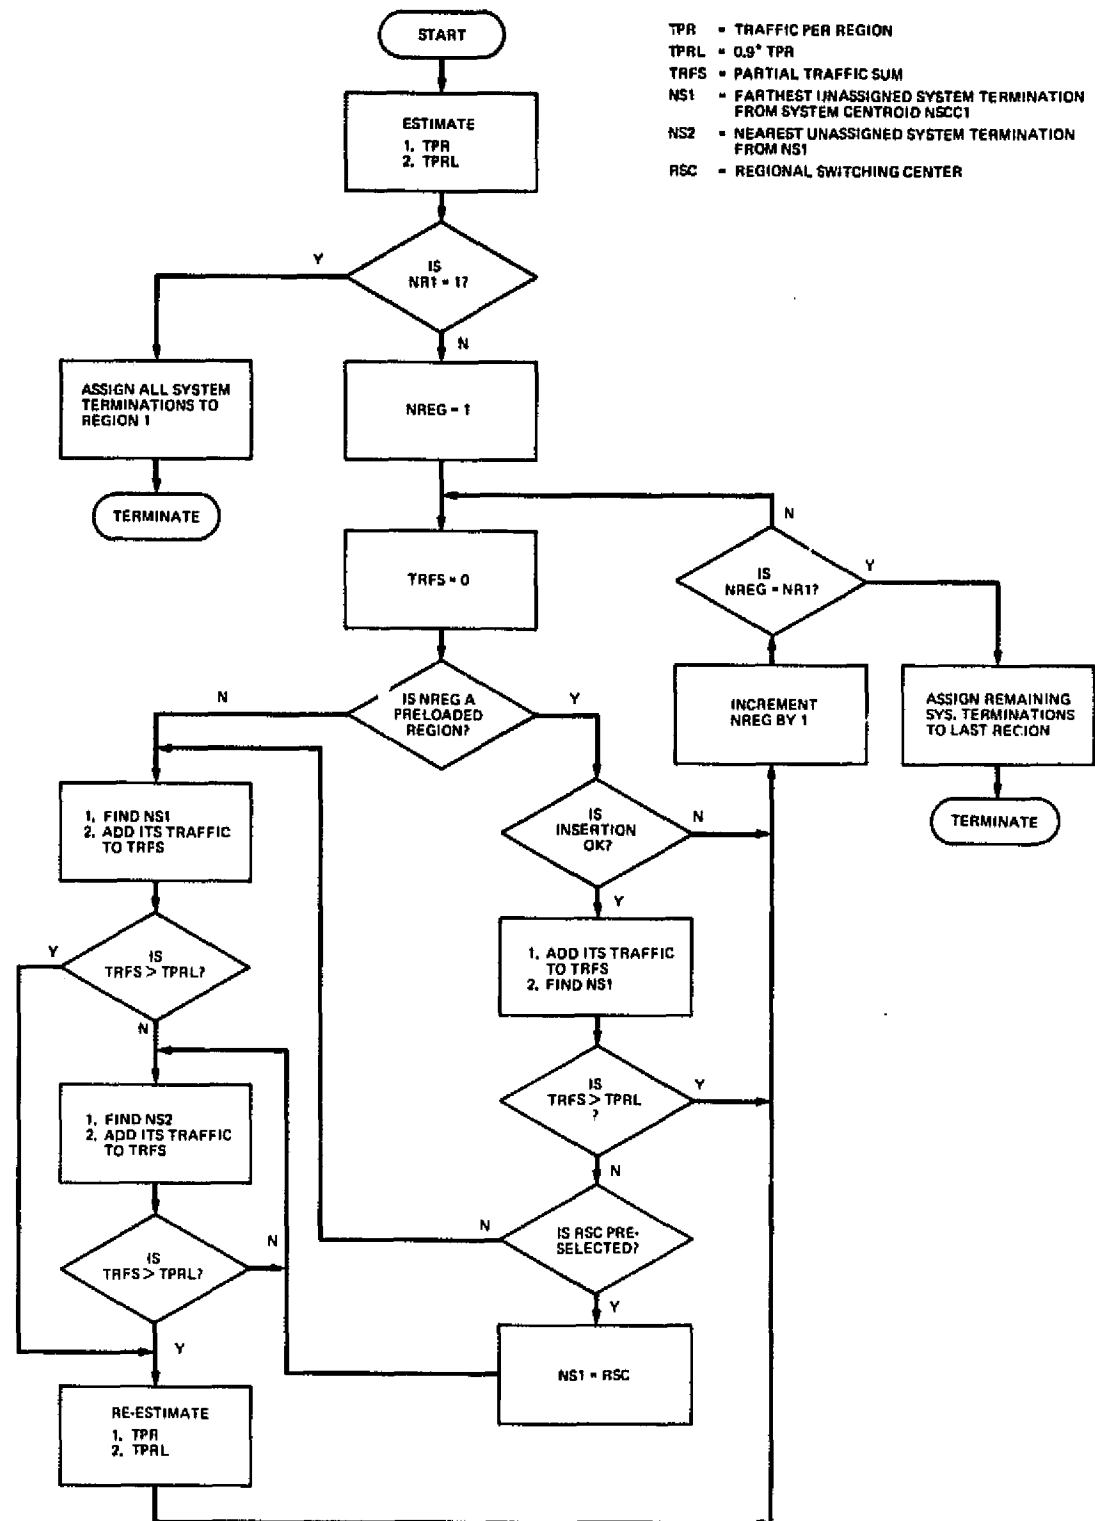 START
TPR = TRAFFIC PER REGION
TPRL = 0.9* TPR
TRFS = PARTIAL TRAFFIC SUM
NS1 = FARTHEST UNASSIGNED SYSTEM TERMINATION
FROM SYSTEM CENTROID NSCC1
NS2 = NEAREST UNASSIGNED SYSTEM TERMINATION
FROM NS1
RSC = REGIONAL SWITCHING CENTER
ESTIMATE
1. TPR
2. TPRL
IS
NR1 = 1?
Y
N
ASSIGN ALL SYSTEM
TERMINATIONS TO
REGION 1
TERMINATE
NREG = 1
TRFS = 0
IS
NREG = NR1?
N
Y
INCREMENT
NREG BY 1
ASSIGN REMAINING
SYS. TERMINATIONS
TO LAST RECION
TERMINATE
IS NREG A
PRELOADED
REGION?
N
Y
1. FIND NS1
2. ADD ITS TRAFFIC
TO TRFS
IS
INSERTION
OK?
N
Y
IS
TRFS > TPRL?
Y
N
1. ADD ITS TRAFFIC
TO TRFS
2. FIND NS1
1. FIND NS2
2. ADD ITS TRAFFIC
TO TRFS
IS
TRFS > TPRL
?
Y
N
IS
TRFS > TPRL?
N
Y
IS RSC PRE-
SELECTED?
N
Y
NS1 = RSC
RE-ESTIMATE
1. TPR
2. TPRL